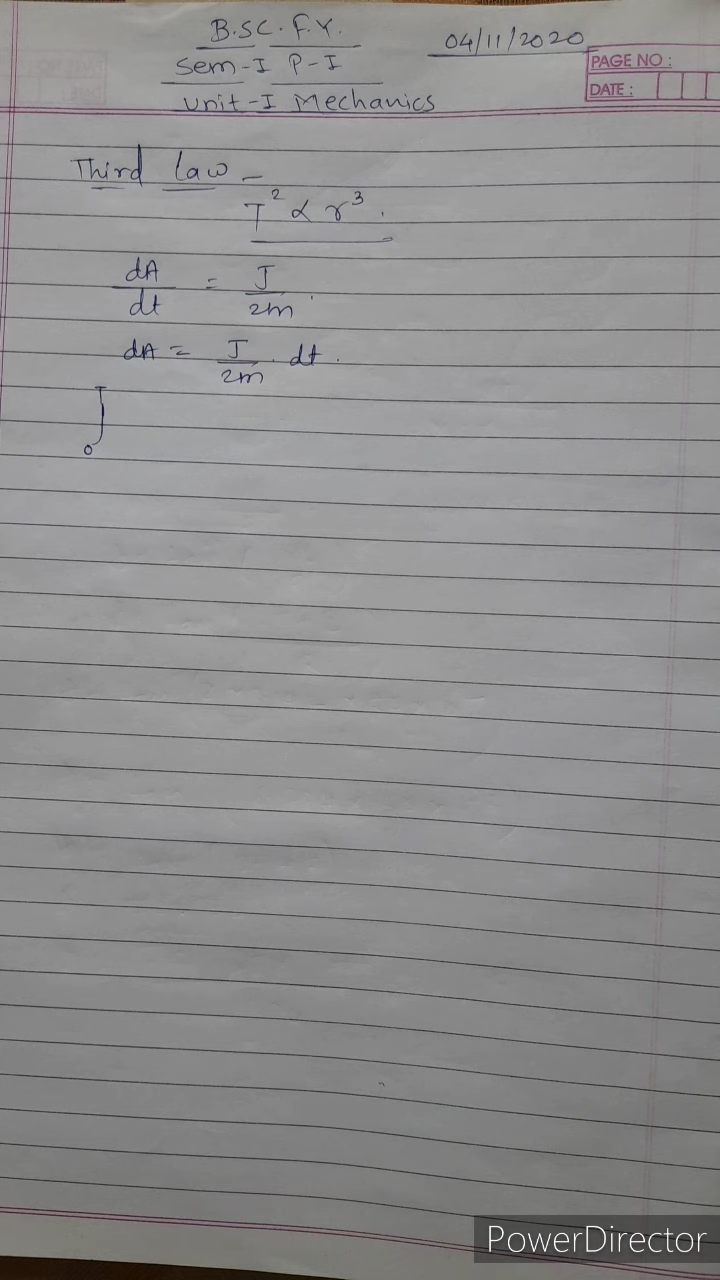 B.SC. F.Y.
04/11/2020
Sem-I P-I
PAGE NO :
DATE :
Unit-I Mechanics
Third law -
T² ∝ r³.
dA/dt = J/2m.
dA = J/2m . dt.
∫₀
PowerDirector